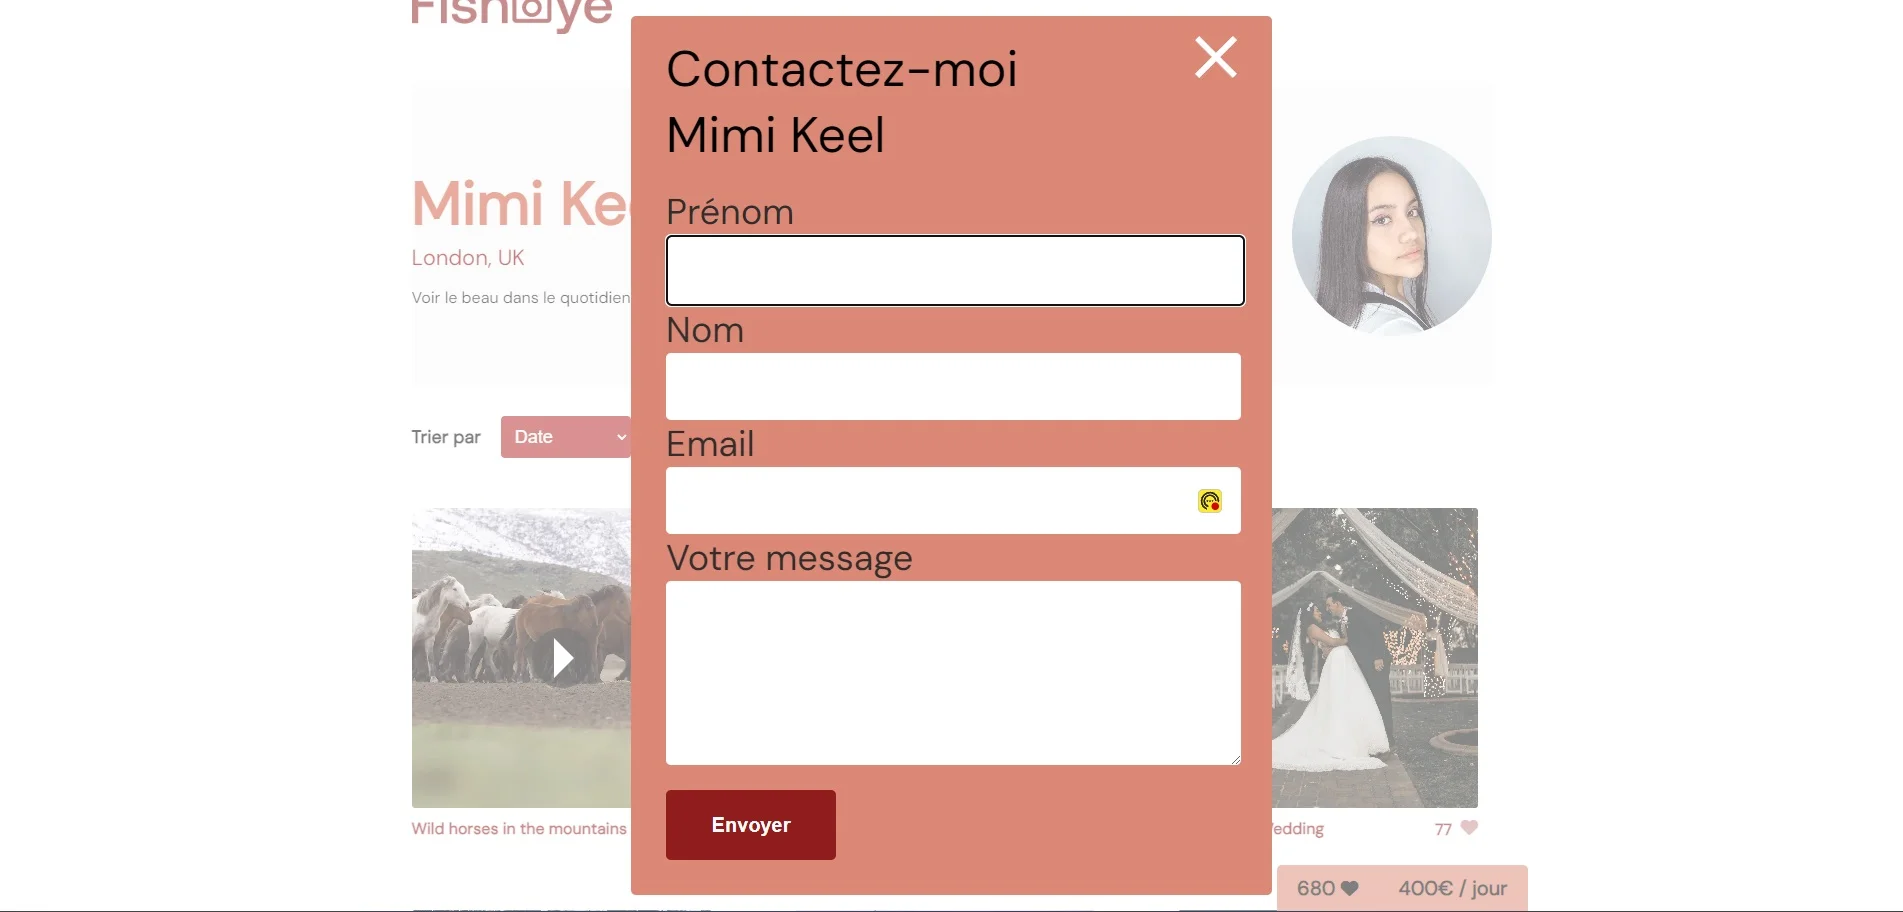 FishEye
Contactez-moi
Mimi Keel
Prénom
Mimi Ke
London, UK
Voir le beau dans le quotidien
Nom
Trier par Date
Email
Votre message
Envoyer
Wild horses in the mountains
edding 77
680 400€ / jour